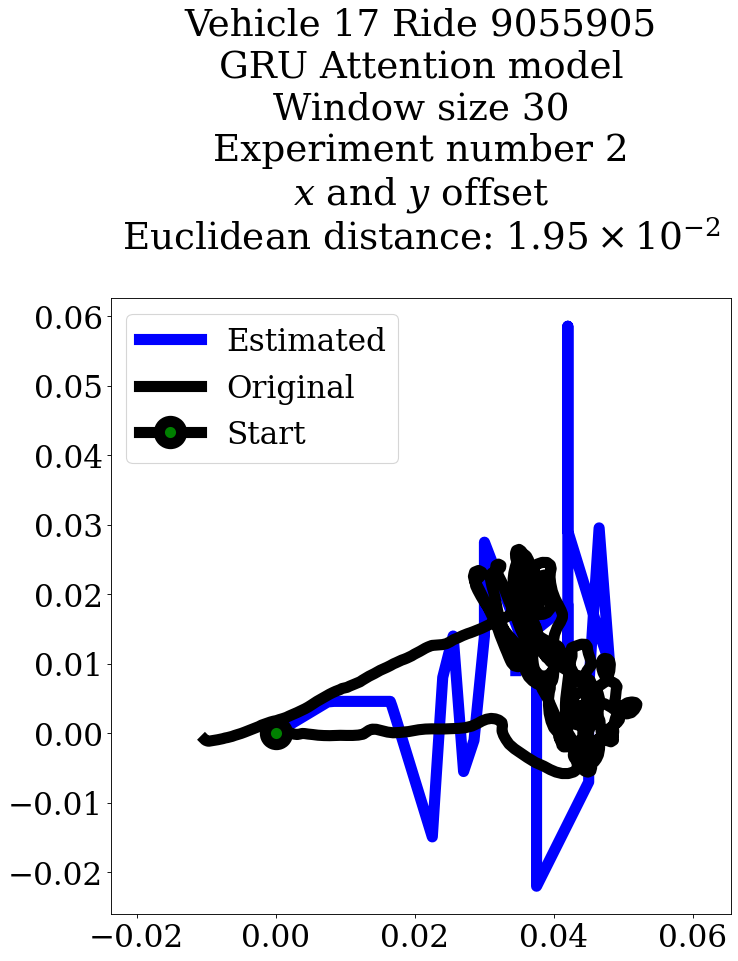 Vehicle 17 Ride 9055905
GRU Attention model
Window size 30
Experiment number 2
x and y offset
Euclidean distance: 1.95 × 10⁻²
Estimated
Original
Start
0.06
0.05
0.04
0.03
0.02
0.01
0.00
−0.01
−0.02
−0.02 0.00 0.02 0.04 0.06